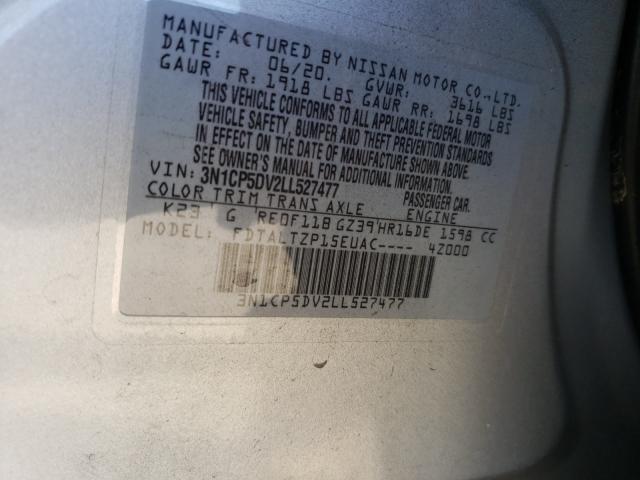 MANUFACTURED BY NISSAN MOTOR CO.,LTD.
DATE: 06/20. GVWR: 3616 LBS
GAWR FR: 1918 LBS GAWR RR: 1698 LBS
THIS VEHICLE CONFORMS TO ALL APPLICABLE FEDERAL MOTOR
VEHICLE SAFETY, BUMPER AND THEFT PREVENTION STANDARDS
IN EFFECT ON THE DATE OF MANUFACTURE SHOWN ABOVE.
SEE OWNER'S MANUAL FOR ADDITIONAL INFORMATION.
VIN: 3N1CP5DV2LL527477 PASSENGER CAR.
COLOR TRIM TRANS AXLE ENGINE
K23 G RE0F11B GZ39 HR16DE 1598 CC
MODEL: FDTALTZP15EUAC---- 4Z000
3N1CP5DV2LL527477